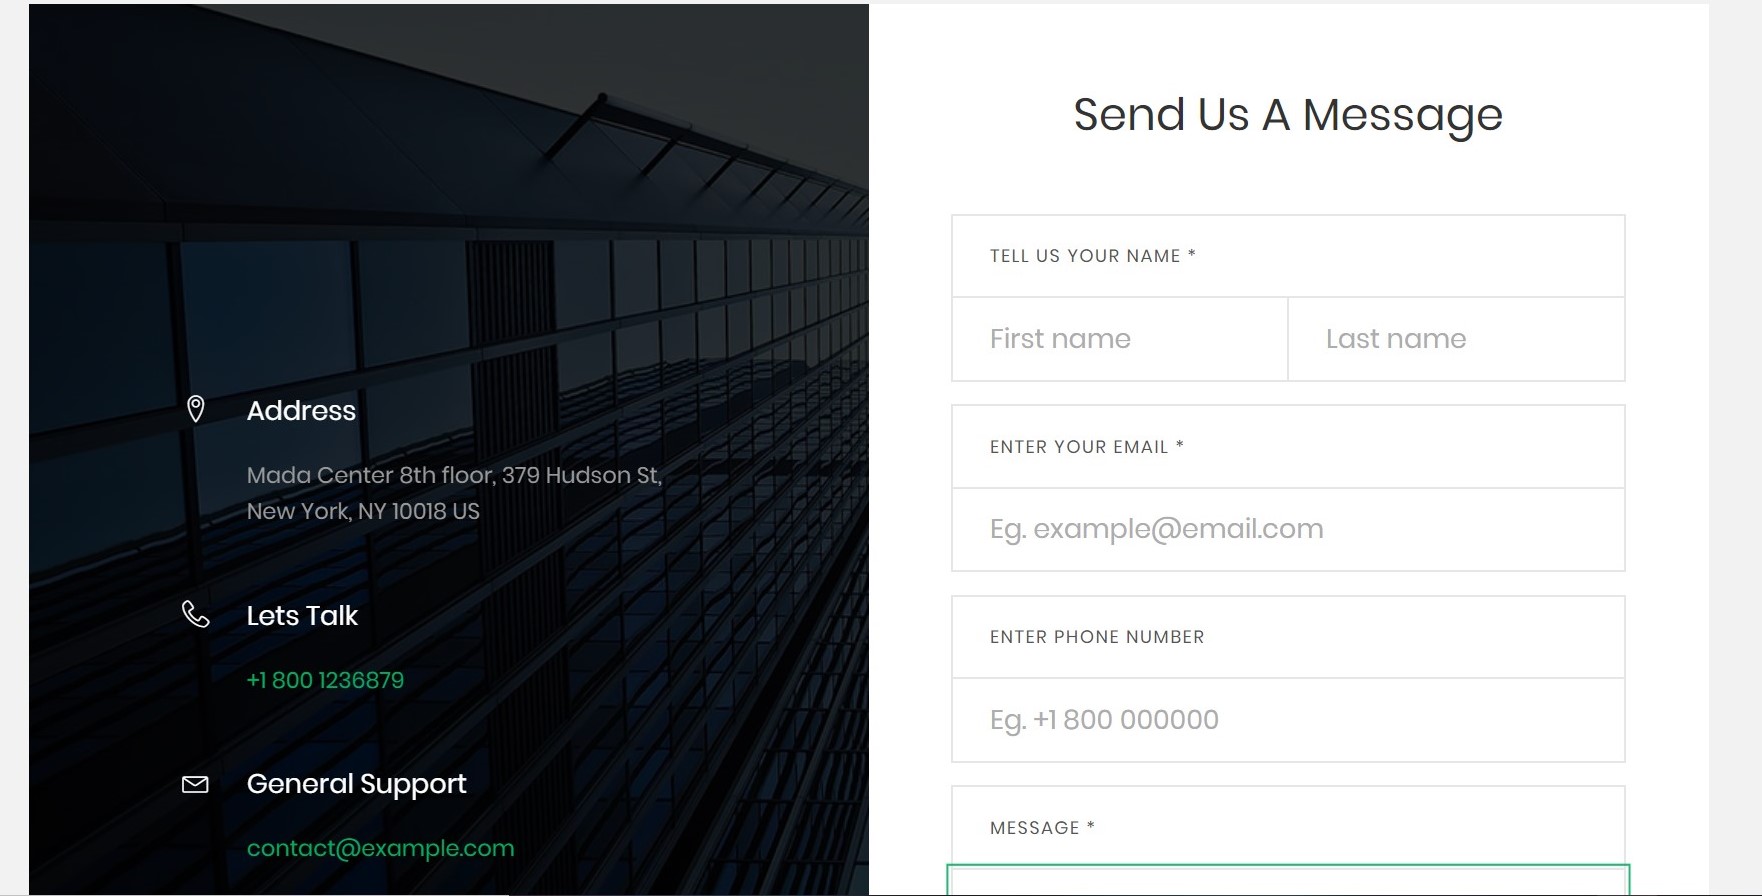 Address
Mada Center 8th floor, 379 Hudson St,
New York, NY 10018 US
Lets Talk
+1 800 1236879
General Support
contact@example.com
Send Us A Message
TELL US YOUR NAME *
First name
Last name
ENTER YOUR EMAIL *
Eg. example@email.com
ENTER PHONE NUMBER
Eg. +1 800 000000
MESSAGE *